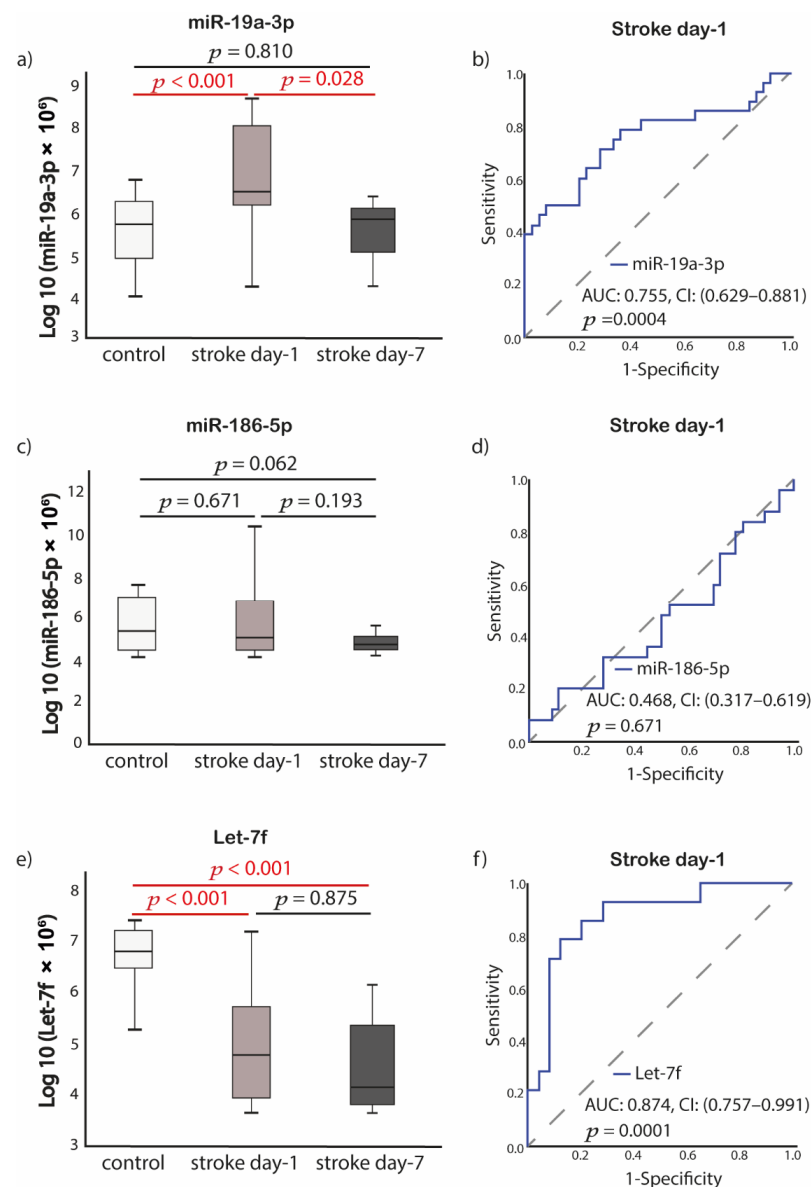 miR-19a-3p
a)
p = 0.810
p < 0.001
p = 0.028
Log 10 (miR-19a-3p × 10⁶)
9
8
7
6
5
4
3
control
stroke day-1
stroke day-7
b)
Stroke day-1
Sensitivity
1.0
0.8
0.6
0.4
0.2
0.0
miR-19a-3p
AUC: 0.755, CI: (0.629–0.881)
p =0.0004
0.2
0.4
0.6
0.8
1.0
1-Specificity
miR-186-5p
c)
p = 0.062
p = 0.671
p = 0.193
Log 10 (miR-186-5p × 10⁶)
12
10
8
6
4
2
0
control
stroke day-1
stroke day-7
d)
Stroke day-1
Sensitivity
1.0
0.8
0.6
0.4
0.2
0.0
miR-186-5p
AUC: 0.468, CI: (0.317–0.619)
p = 0.671
0.2
0.4
0.6
0.8
1.0
1-Specificity
Let-7f
e)
p < 0.001
p < 0.001
p = 0.875
Log 10 (Let-7f × 10⁶)
8
7
6
5
4
3
control
stroke day-1
stroke day-7
f)
Stroke day-1
Sensitivity
1.0
0.8
0.6
0.4
0.2
0.0
Let-7f
AUC: 0.874, CI: (0.757–0.991)
p = 0.0001
0.2
0.4
0.6
0.8
1.0
1-Specificity